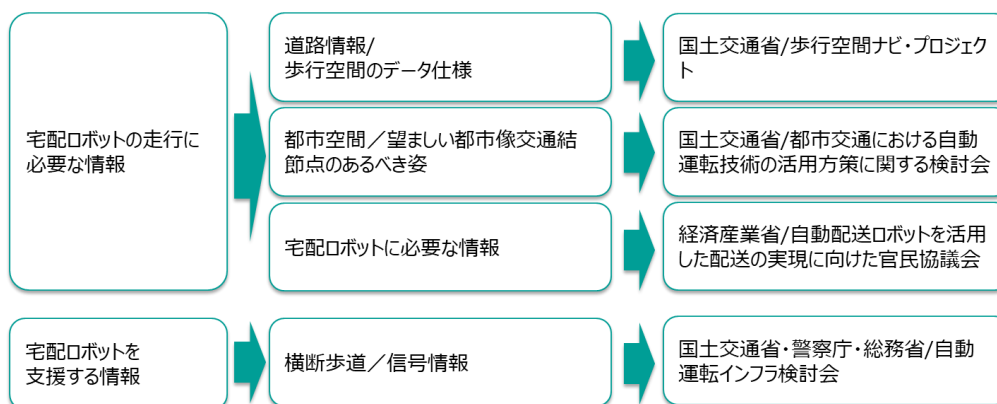 宅配ロボットの走行に
必要な情報
道路情報/
歩行空間のデータ仕様
国土交通省/歩行空間ナビ・プロジェク
ト
都市空間／望ましい都市像交通結
節点のあるべき姿
国土交通省/都市交通における自動
運転技術の活用方策に関する検討会
宅配ロボットに必要な情報
経済産業省/自動配送ロボットを活用
した配送の実現に向けた官民協議会
宅配ロボットを
支援する情報
横断歩道／信号情報
国土交通省・警察庁・総務省/自動
運転インフラ検討会